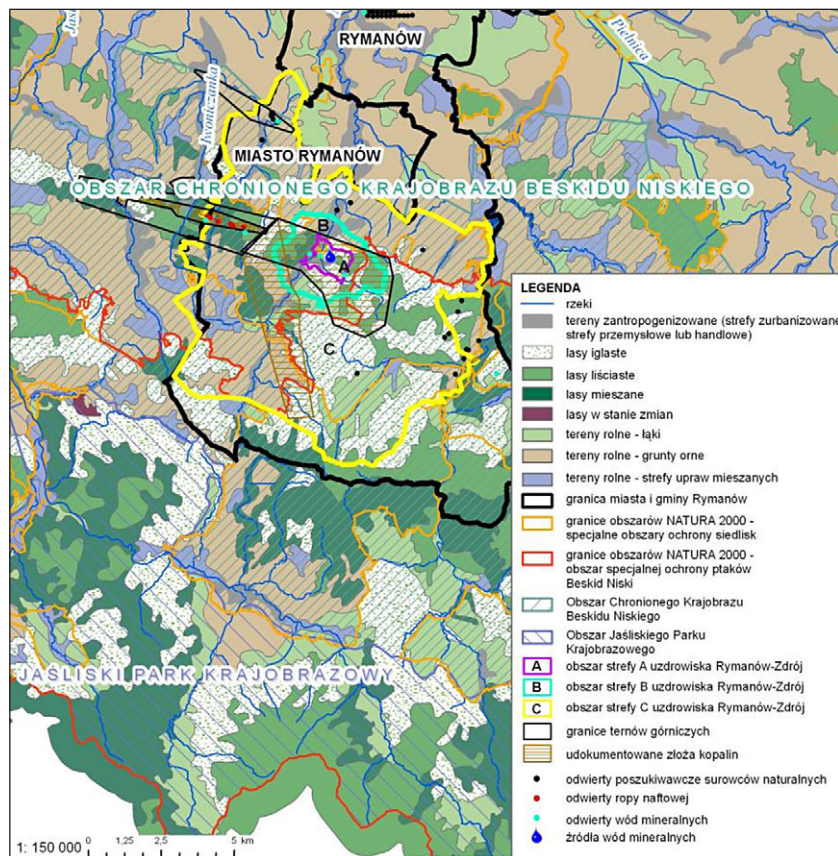 RYMANÓW
Pielnica
Iwoniczanka
MIASTO RYMANÓW
OBSZAR CHRONIONEGO KRAJOBRAZU BESKIDU NISKIEGO
B
A
C
JAŚLISKI PARK KRAJOBRAZOWY
LEGENDA
rzeki
tereny zantropogenizowane (strefy zurbanizowane
strefy przemysłowe lub handlowe)
lasy iglaste
lasy liściaste
lasy mieszane
lasy w stanie zmian
tereny rolne - łąki
tereny rolne - grunty orne
tereny rolne - strefy upraw mieszanych
granica miasta i gminy Rymanów
granice obszarów NATURA 2000 -
specjalne obszary ochrony siedlisk
granice obszarów NATURA 2000 -
obszar specjalnej ochrony ptaków
Beskid Niski
Obszar Chronionego Krajobrazu
Beskidu Niskiego
Obszar Jaśliskiego Parku
Krajobrazowego
A obszar strefy A uzdrowiska Rymanów-Zdrój
B obszar strefy B uzdrowiska Rymanów-Zdrój
C obszar strefy C uzdrowiska Rymanów-Zdrój
granice ternów górniczych
udokumentowane złoża kopalin
odwierty poszukiwawcze surowców naturalnych
odwierty ropy naftowej
odwierty wód mineralnych
źródła wód mineralnych
1: 150 000 0 1,25 2,5 5 km